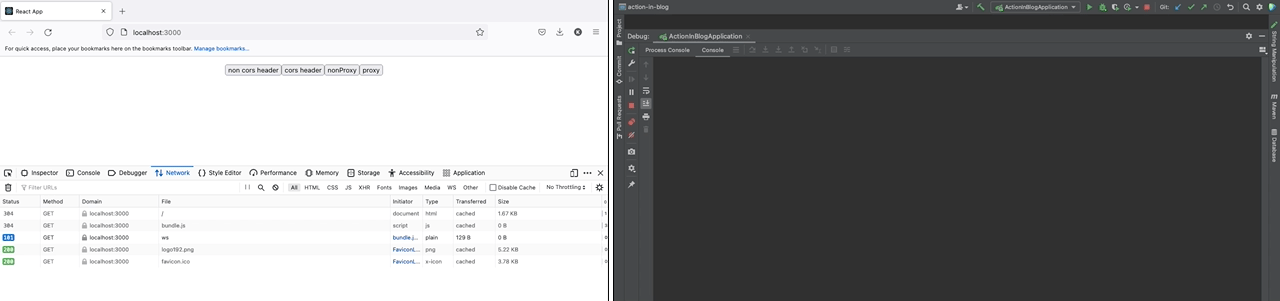 React App
localhost:3000
For quick access, place your bookmarks here on the bookmarks toolbar. Manage bookmarks...
non cors header cors header nonProxy proxy
Inspector Console Debugger Network Style Editor Performance Memory Storage Accessibility Application
Filter URLs All HTML CSS JS XHR Fonts Images Media WS Other Disable Cache No Throttling
Status Method Domain File Initiator Type Transferred Size
304 GET localhost:3000 / document html cached 1.67 KB
304 GET localhost:3000 bundle.js script js cached 0 B
101 GET localhost:3000 ws bundle.j... plain 129 B 0 B
200 GET localhost:3000 logo192.png FaviconL... png cached 5.22 KB
200 GET localhost:3000 favicon.ico FaviconL... x-icon cached 3.78 KB
action-in-blog
ActionInBlogApplication
Git:
Debug: ActionInBlogApplication
Process Console Console
Project
Commit
Pull Requests
String Manipulation
Maven
Database